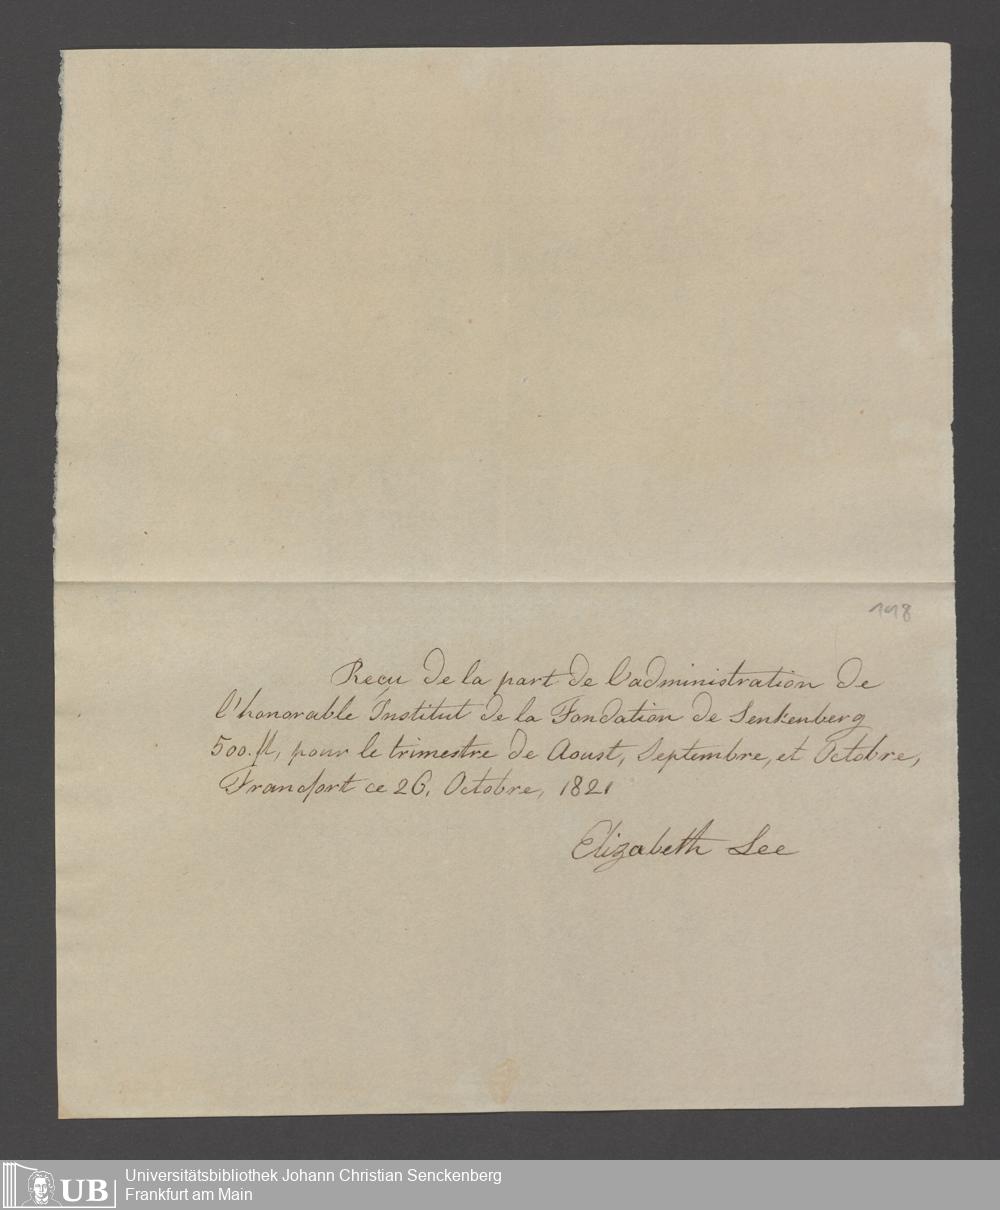 198
Reçu de la part de l'administration de
l'honorable Institut de la Fondation de Senkenberg
500. fl, pour le trimestre de Aoust, Septembre, et Octobre,
Francfort ce 26, Octobre, 1821
Elizabeth Lee
UB Universitätsbibliothek Johann Christian Senckenberg
Frankfurt am Main